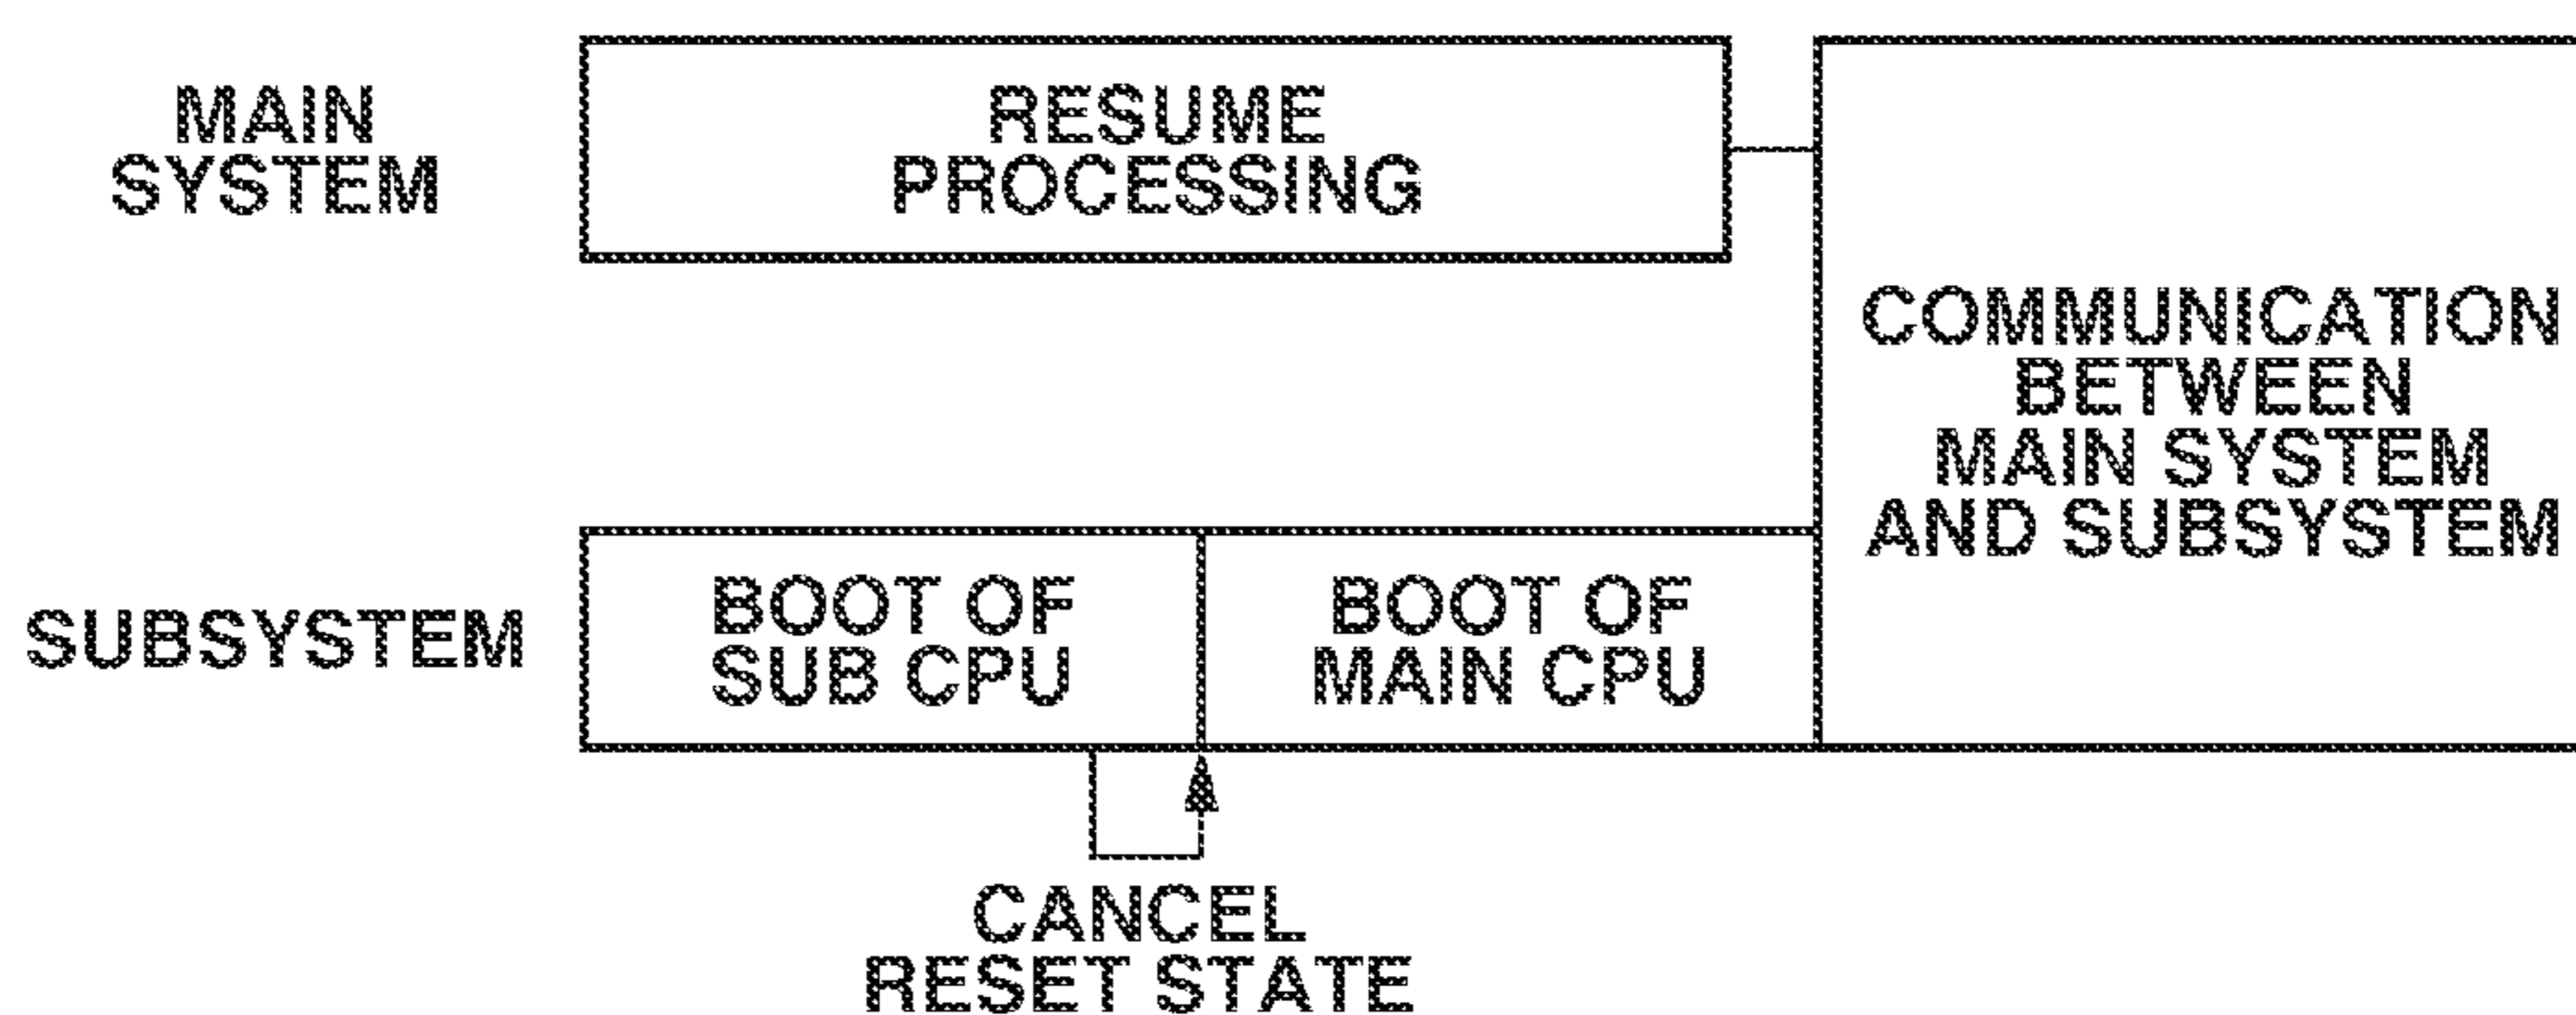 MAIN
SYSTEM
RESUME
PROCESSING
COMMUNICATION
BETWEEN
MAIN SYSTEM
AND SUBSYSTEM
SUBSYSTEM
BOOT OF
SUB CPU
BOOT OF
MAIN CPU
CANCEL
RESET STATE